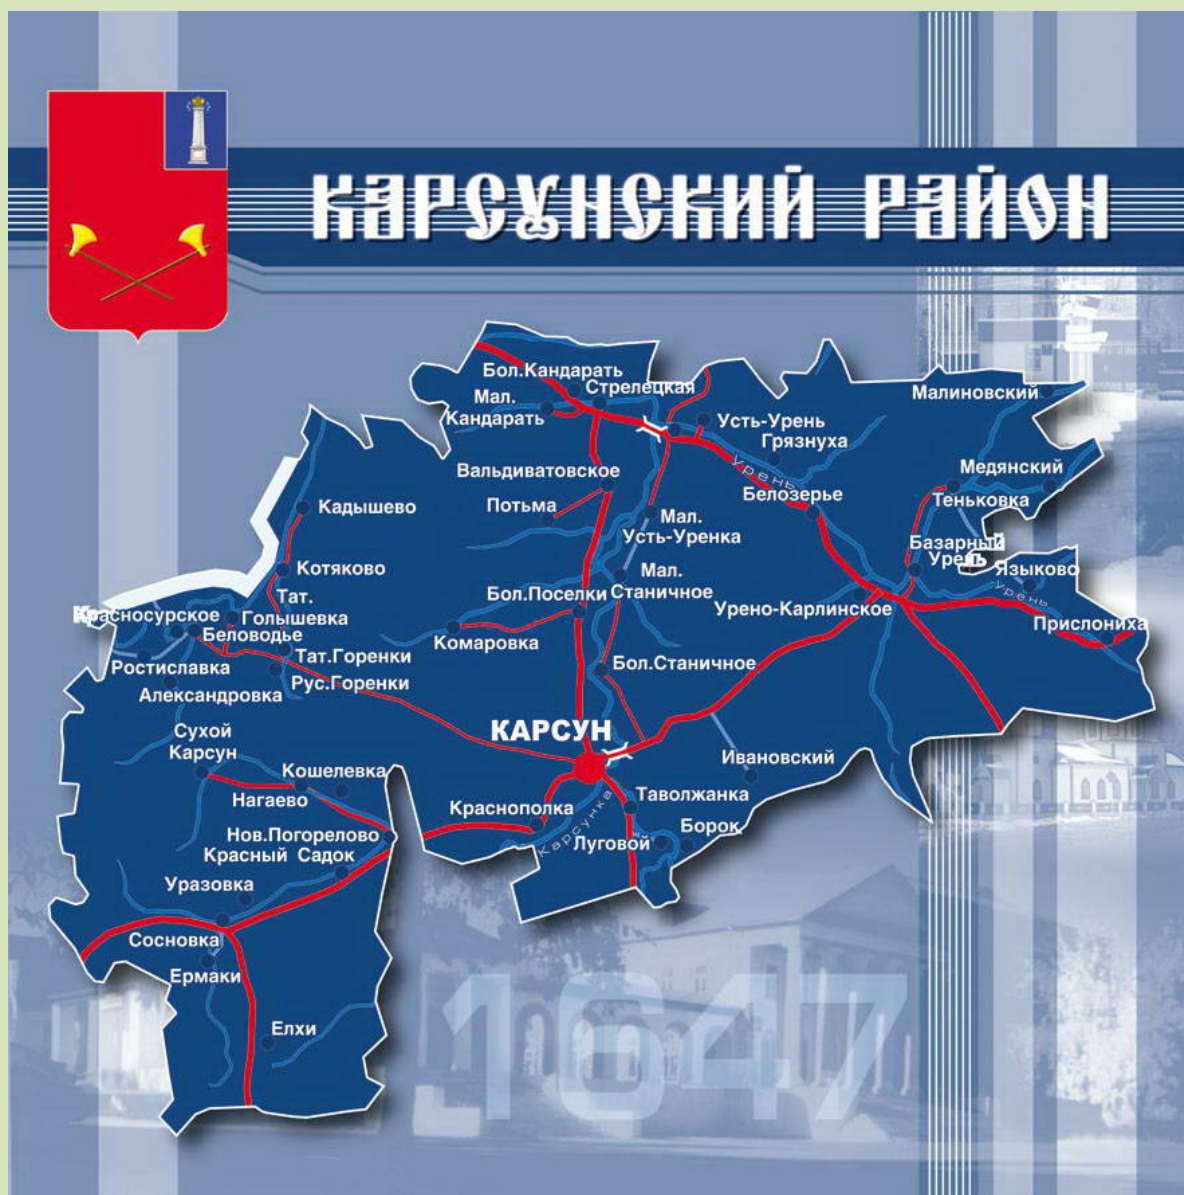 КАРСУНСКИЙ РАЙОН
Бол.Кандарать
Стрелецкая
Мал.
Кандарать
Усть-Урень
Грязнуха
Малиновский
Вальдиватовское
Урень
Медянский
Белозерье
Теньковка
Кадышево
Потьма
Мал.
Усть-Уренка
Базарный
Урень
Языково
Котяково
Мал.
Станичное
Тат.
Голышевка
Бол.Поселки
Урено-Карлинское
Урень
Красносурское
Прислониха
Беловодье
Комаровка
Тат.Горенки
Ростиславка
Бол.Станичное
Рус.Горенки
Александровка
КАРСУН
Сухой
Карсун
Ивановский
Кошелевка
Нагаево
Таволжанка
Краснополка
Карсунка
Борок
Нов.Погорелово
Луговой
Красный Садок
Уразовка
Сосновка
Ермаки
Елхи
1647